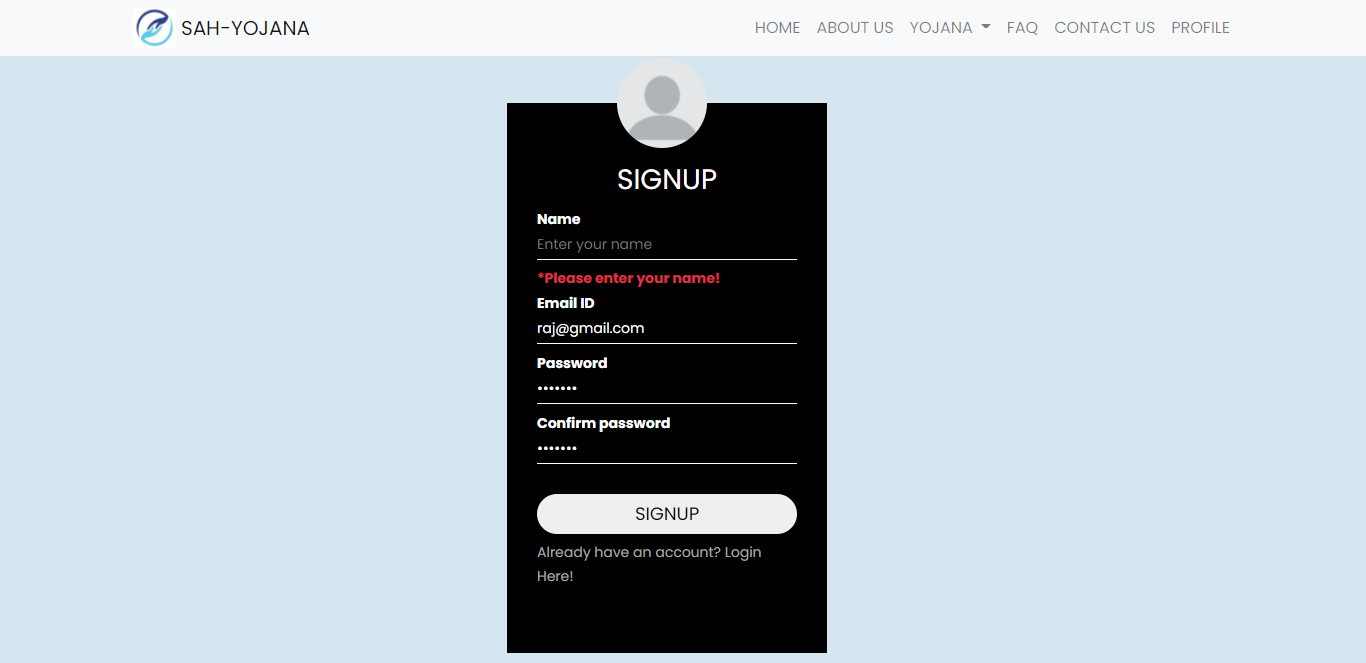 SAH-YOJANA HOME ABOUT US YOJANA FAQ CONTACT US PROFILE
SIGNUP
Name
Enter your name
*Please enter your name!
Email ID
raj@gmail.com
Password
•••••••
Confirm password
•••••••
SIGNUP
Already have an account? Login
Here!